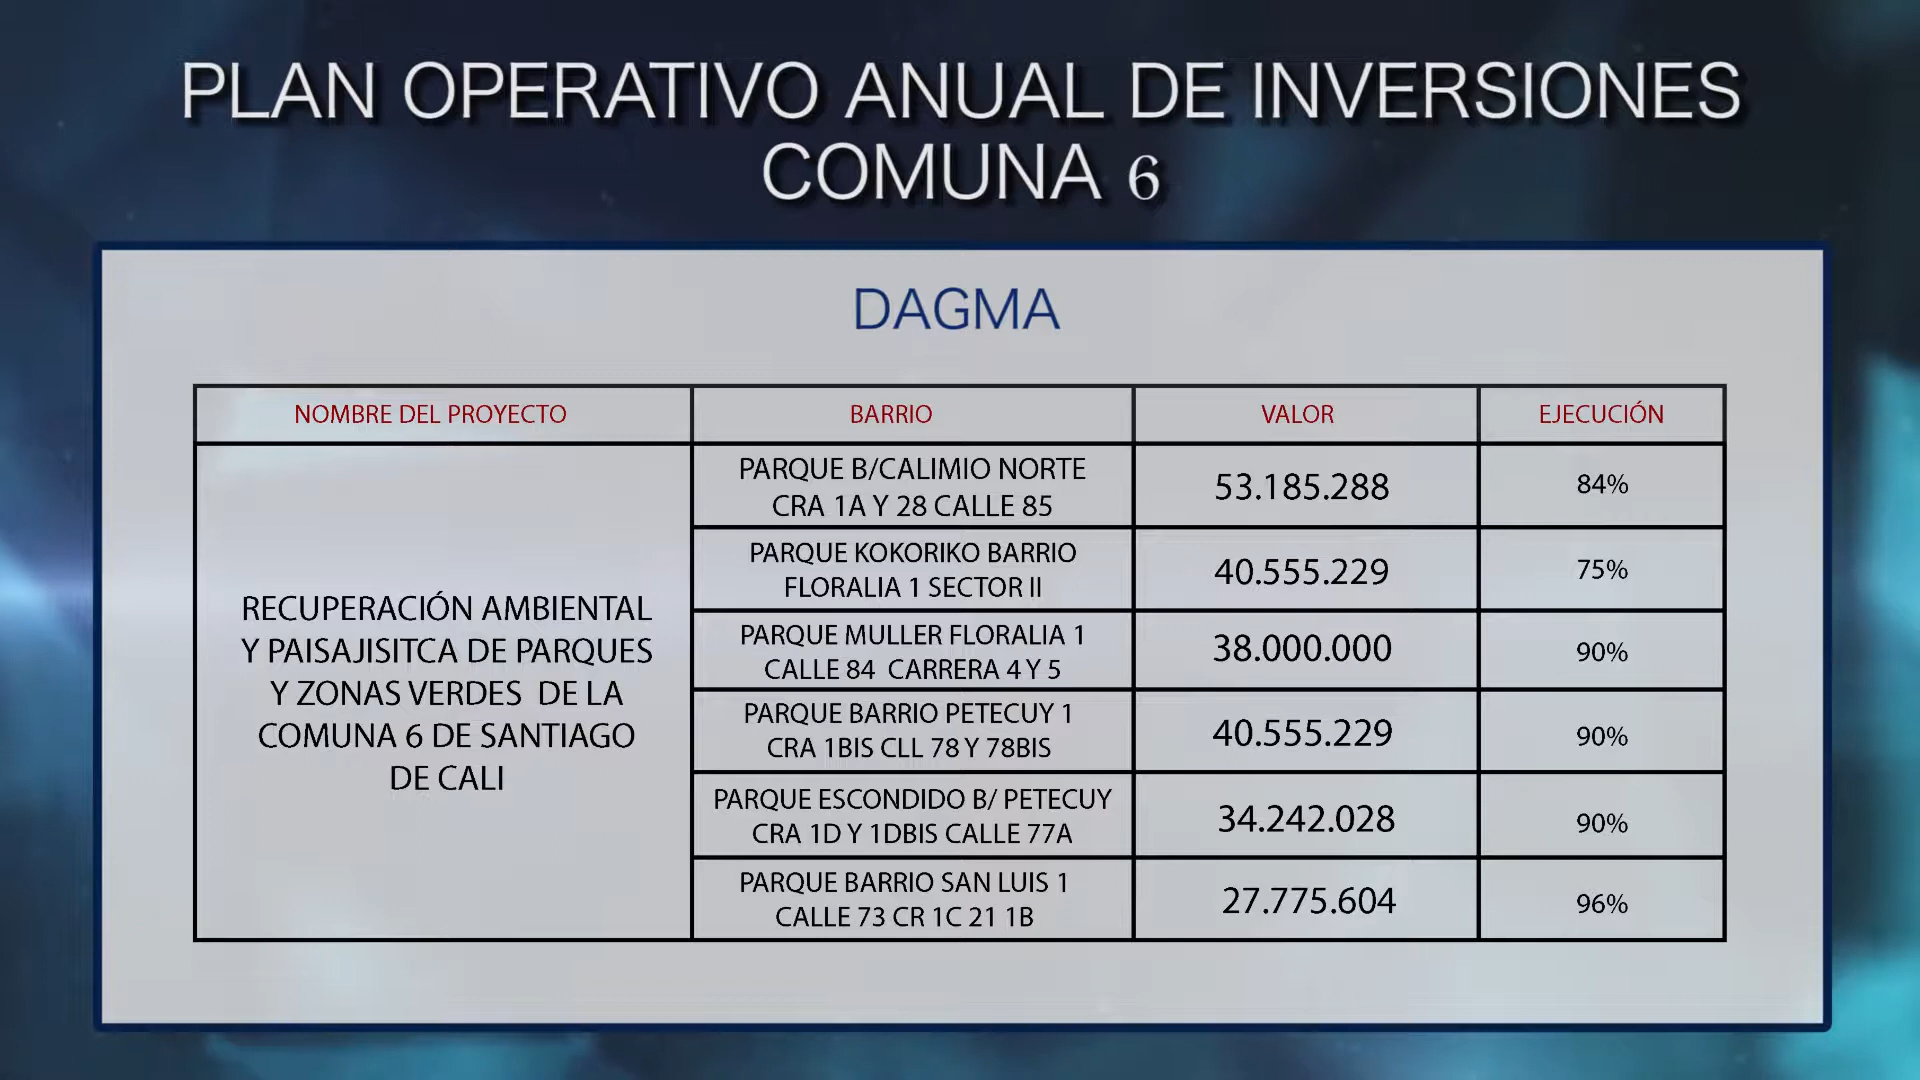 PLAN OPERATIVO ANUAL DE INVERSIONES
COMUNA 6
DAGMA
NOMBRE DEL PROYECTO
BARRIO
VALOR
EJECUCIÓN
RECUPERACIÓN AMBIENTAL
Y PAISAJISITCA DE PARQUES
Y ZONAS VERDES DE LA
COMUNA 6 DE SANTIAGO
DE CALI
PARQUE B/CALIMIO NORTE
CRA 1A Y 28 CALLE 85
53.185.288
84%
PARQUE KOKORIKO BARRIO
FLORALIA 1 SECTOR II
40.555.229
75%
PARQUE MULLER FLORALIA 1
CALLE 84 CARRERA 4 Y 5
38.000.000
90%
PARQUE BARRIO PETECUY 1
CRA 1BIS CLL 78 Y 78BIS
40.555.229
90%
PARQUE ESCONDIDO B/ PETECUY
CRA 1D Y 1DBIS CALLE 77A
34.242.028
90%
PARQUE BARRIO SAN LUIS 1
CALLE 73 CR 1C 21 1B
27.775.604
96%